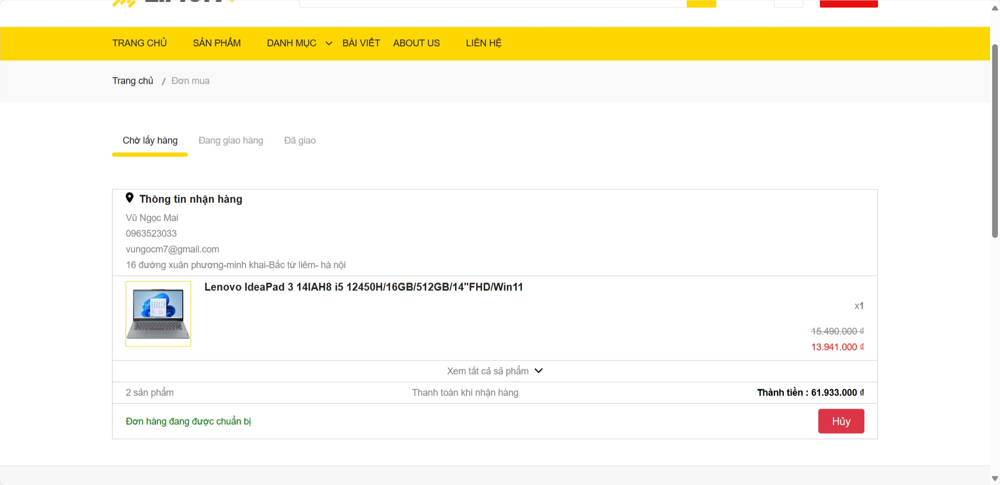 TRANG CHỦ SẢN PHẨM DANH MỤC BÀI VIẾT ABOUT US LIÊN HỆ
Trang chủ / Đơn mua
Chờ lấy hàng Đang giao hàng Đã giao
Thông tin nhận hàng
Vũ Ngọc Mai
0963523033
vungocm7@gmail.com
16 đường xuân phương-minh khai-Bắc từ liêm- hà nội
Lenovo IdeaPad 3 14IAH8 i5 12450H/16GB/512GB/14"FHD/Win11
x1
15.490.000 ₫
13.941.000 ₫
Xem tất cả sả phẩm
2 sản phẩm Thanh toán khi nhận hàng Thành tiền : 61.933.000 ₫
Đơn hàng đang được chuẩn bị Hủy